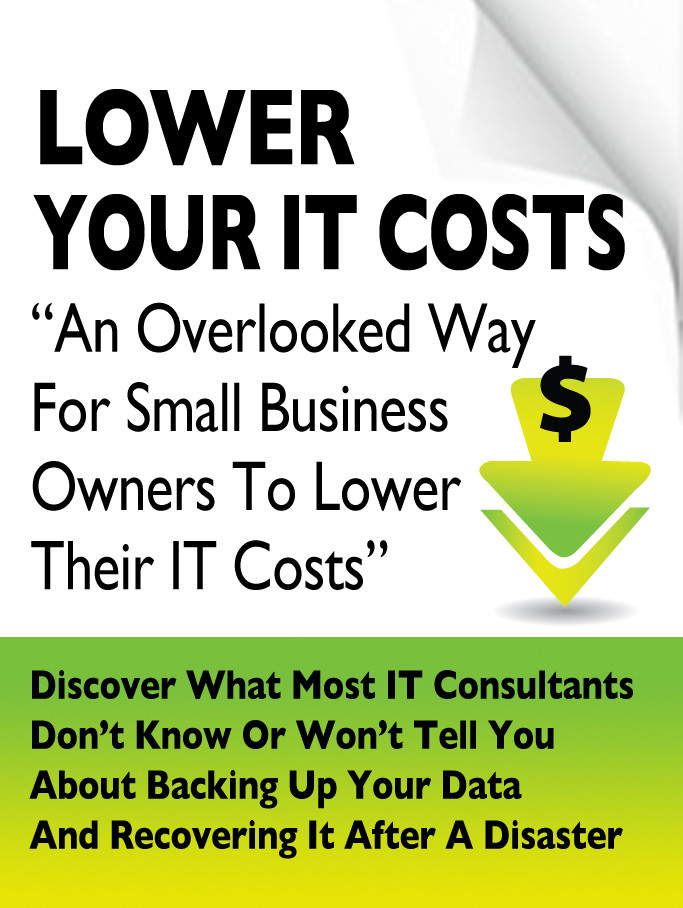 LOWER
YOUR IT COSTS
“An Overlooked Way
For Small Business
Owners To Lower
Their IT Costs”
$
Discover What Most IT Consultants
Don’t Know Or Won’t Tell You
About Backing Up Your Data
And Recovering It After A Disaster